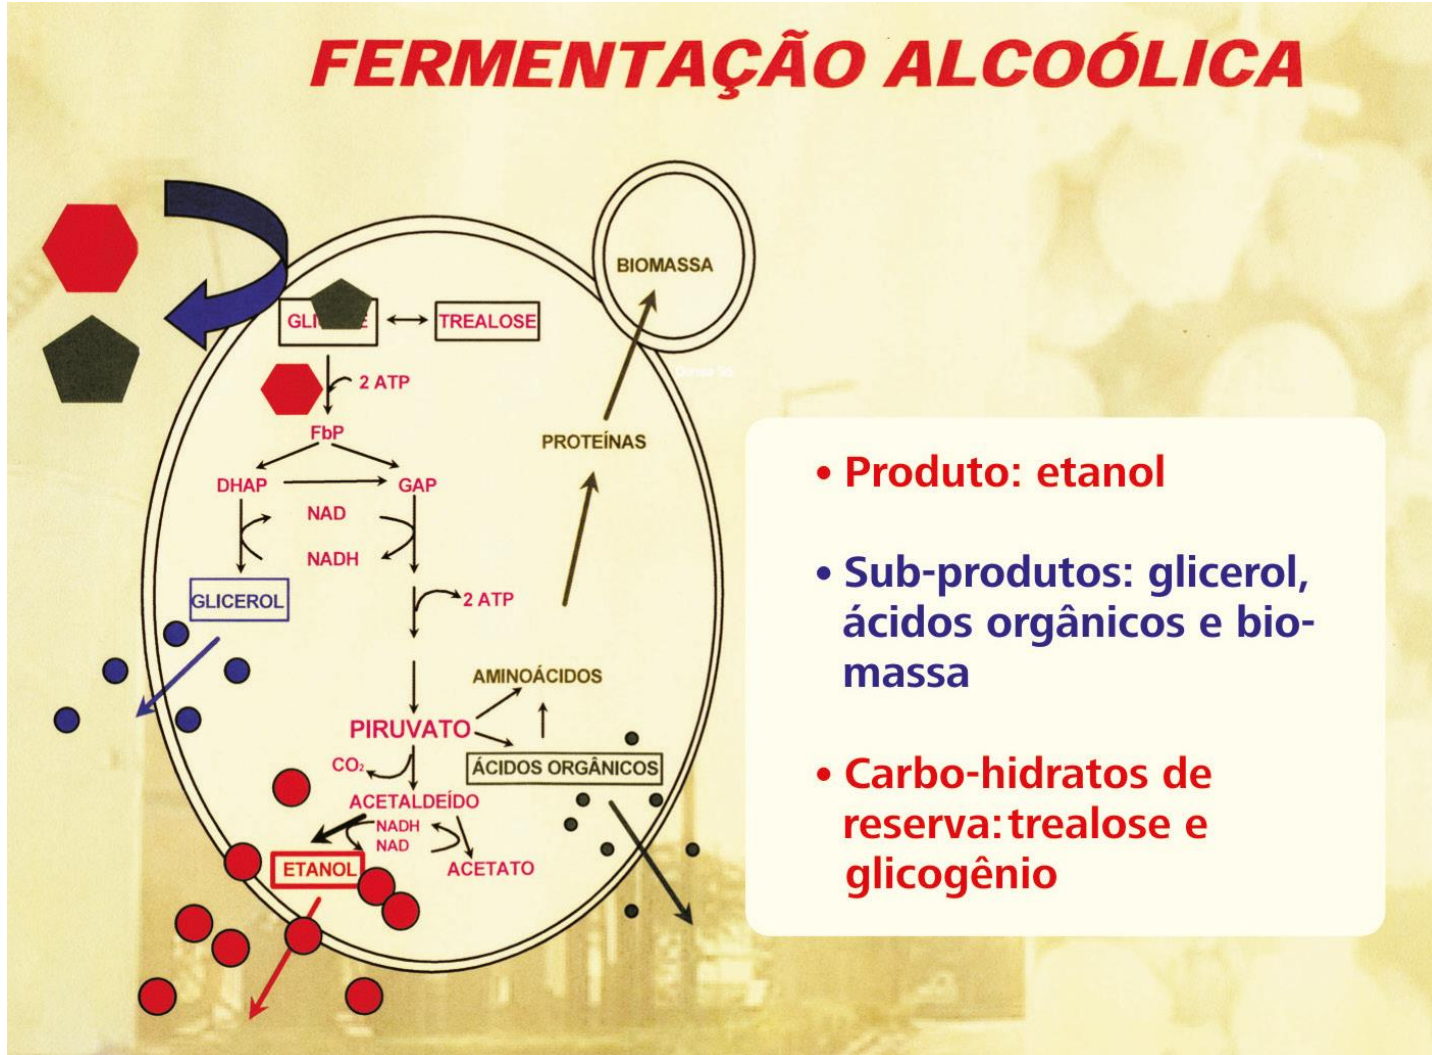 FERMENTAÇÃO ALCOÓLICA
BIOMASSA
TREALOSE
2 ATP
FbP
PROTEÍNAS
DHAP
GAP
NAD
NADH
GLICEROL
2 ATP
AMINOÁCIDOS
PIRUVATO
CO₂
ÁCIDOS ORGÂNICOS
ACETALDEÍDO
NADH
NAD
ETANOL
ACETATO
• Produto: etanol
• Sub-produtos: glicerol,
ácidos orgânicos e bio-
massa
• Carbo-hidratos de
reserva: trealose e
glicogênio